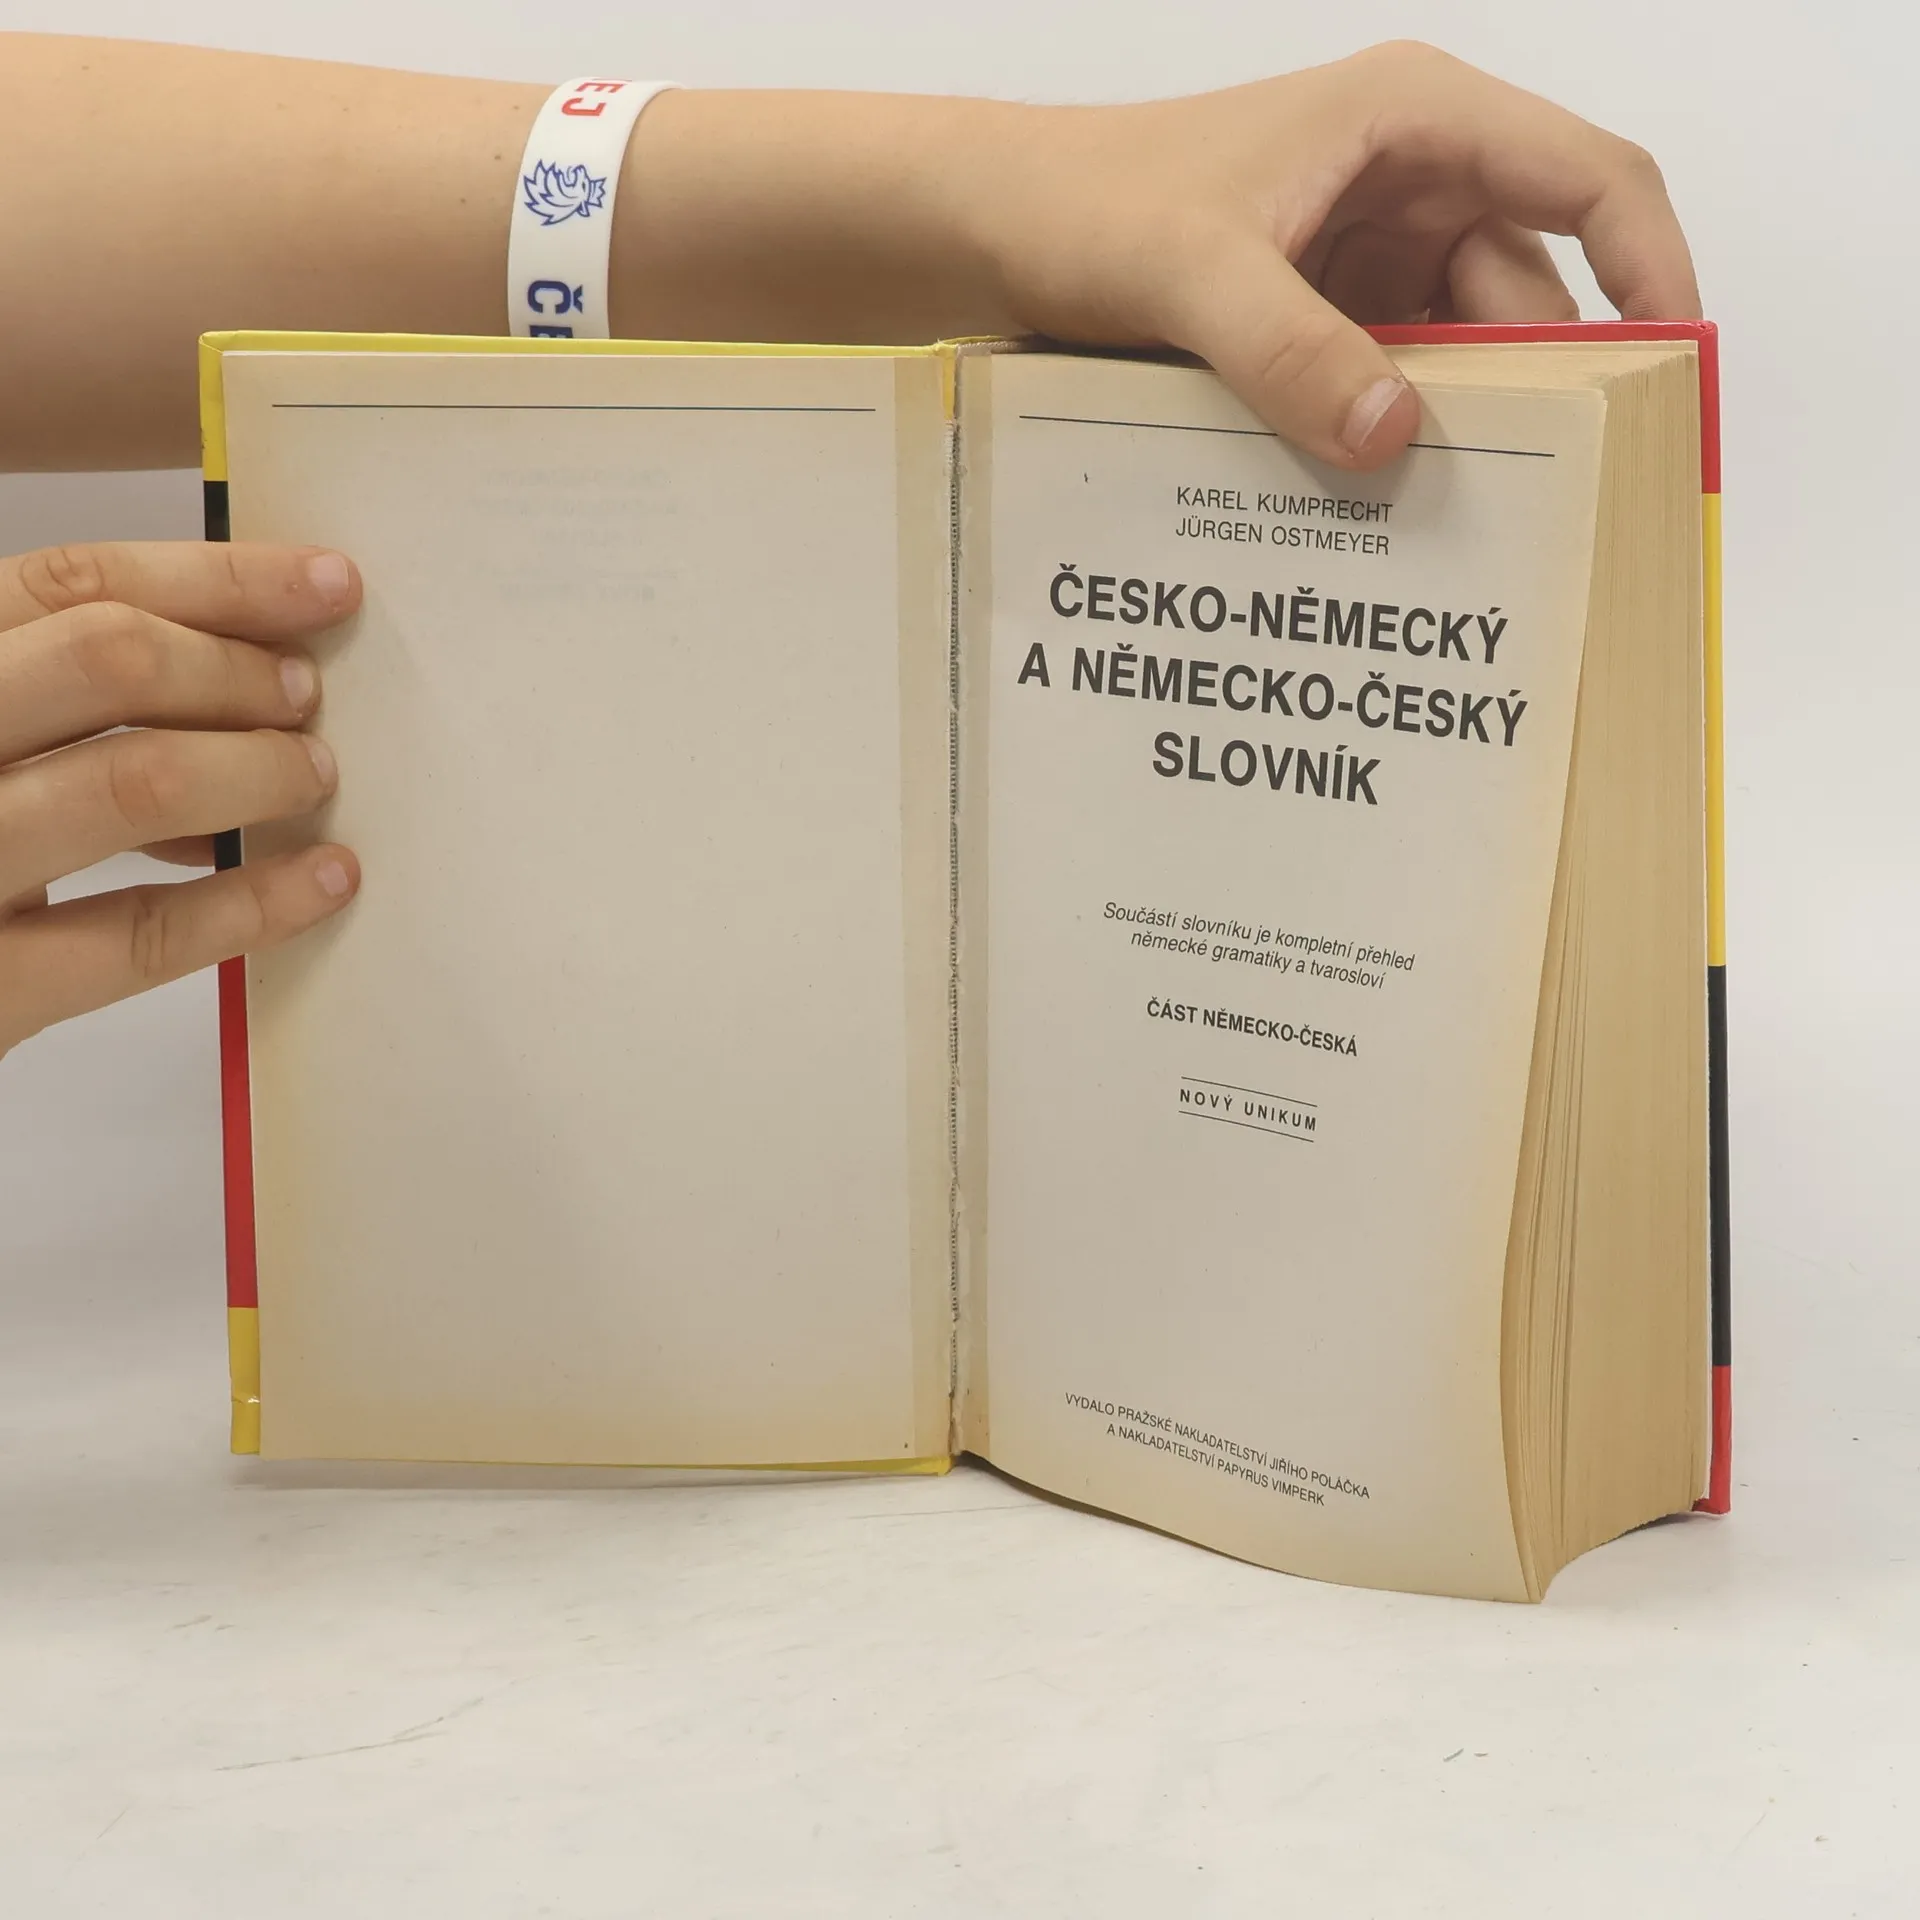 KAREL KUMPRECHT
JÜRGEN OSTMEYER
ČESKO-NĚMECKÝ
A NĚMECKO-ČESKÝ
SLOVNÍK
Součástí slovníku je kompletní přehled
německé gramatiky a tvarosloví
ČÁST NĚMECKO-ČESKÁ
NOVÝ UNIKUM
VYDALO PRAŽSKÉ NAKLADATELSTVÍ JIŘÍHO POLÁČKA
A NAKLADATELSTVÍ PAPYRUS VIMPERK